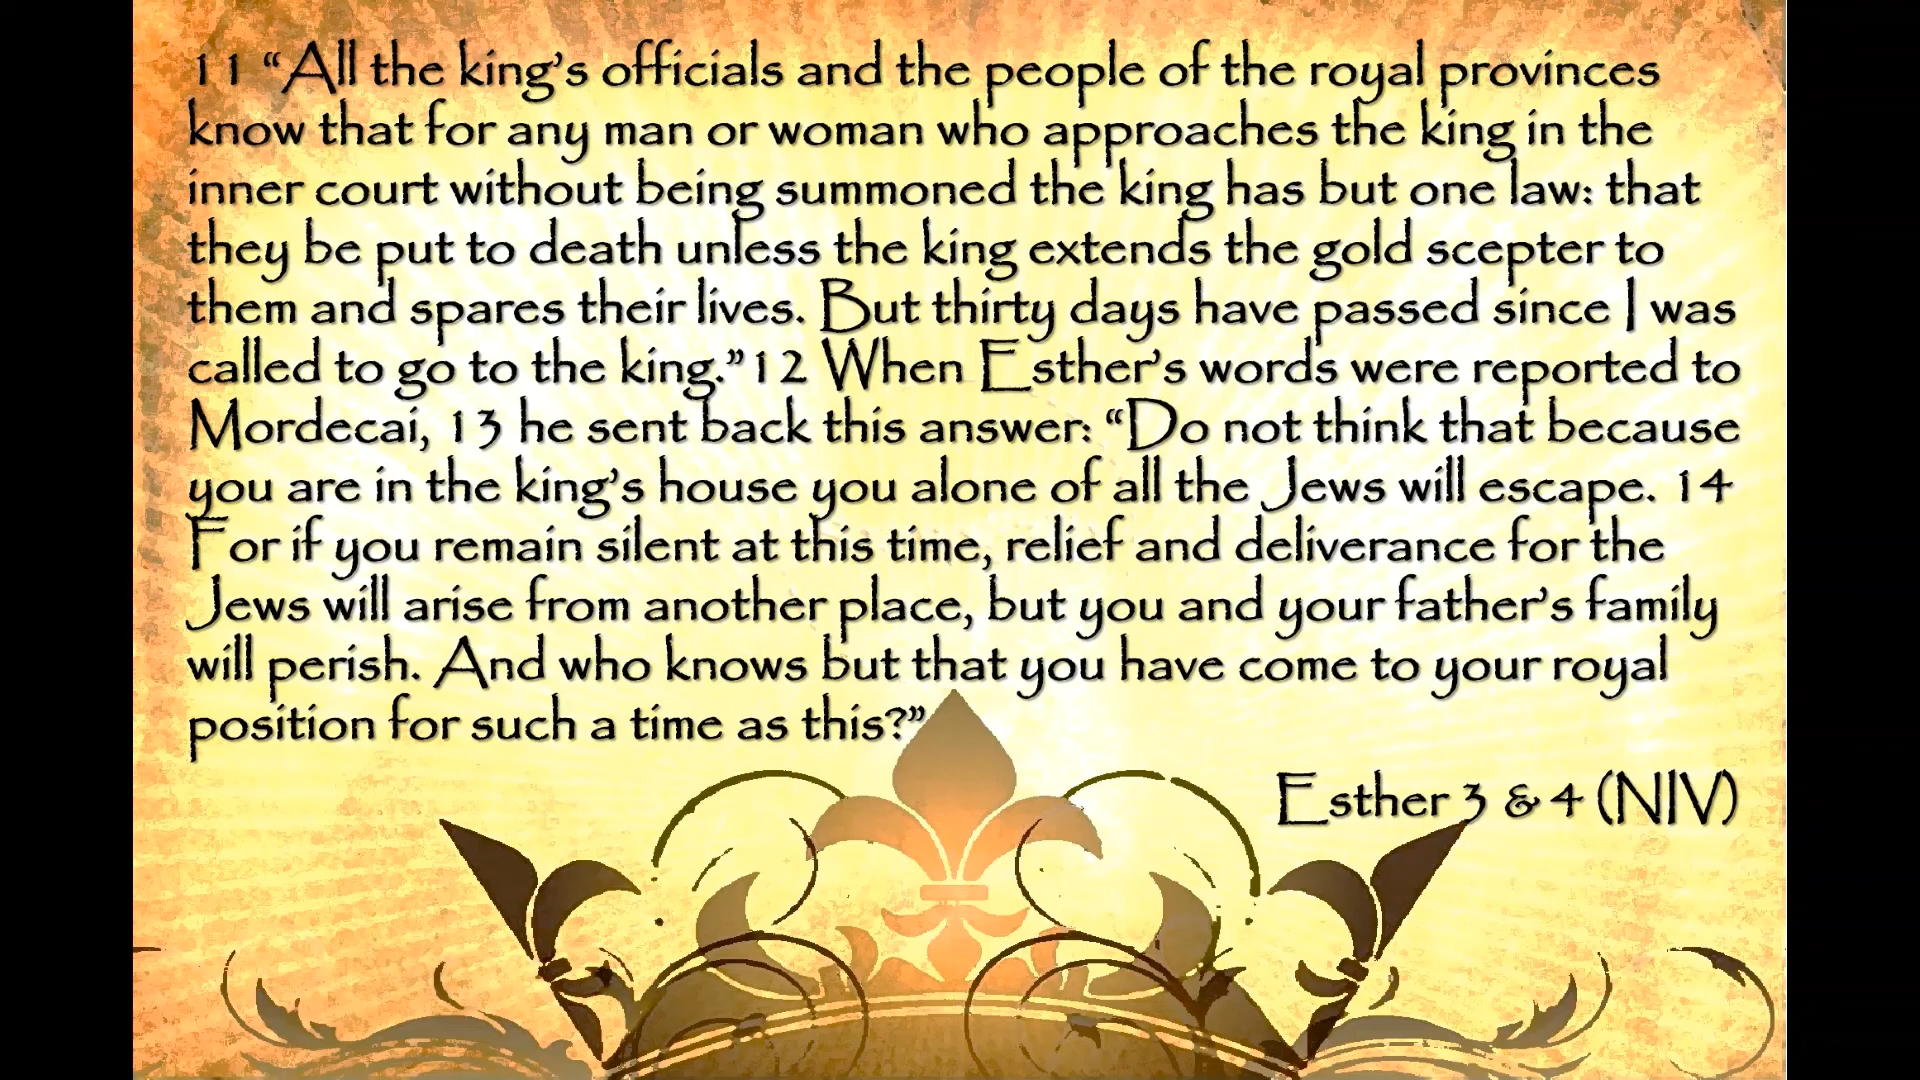 11 “All the king’s officials and the people of the royal provinces
know that for any man or woman who approaches the king in the
inner court without being summoned the king has but one law: that
they be put to death unless the king extends the gold scepter to
them and spares their lives. But thirty days have passed since I was
called to go to the king.”12 When Esther’s words were reported to
Mordecai, 13 he sent back this answer: “Do not think that because
you are in the king’s house you alone of all the Jews will escape. 14
For if you remain silent at this time, relief and deliverance for the
Jews will arise from another place, but you and your father’s family
will perish. And who knows but that you have come to your royal
position for such a time as this?”
Esther 3 & 4 (NIV)